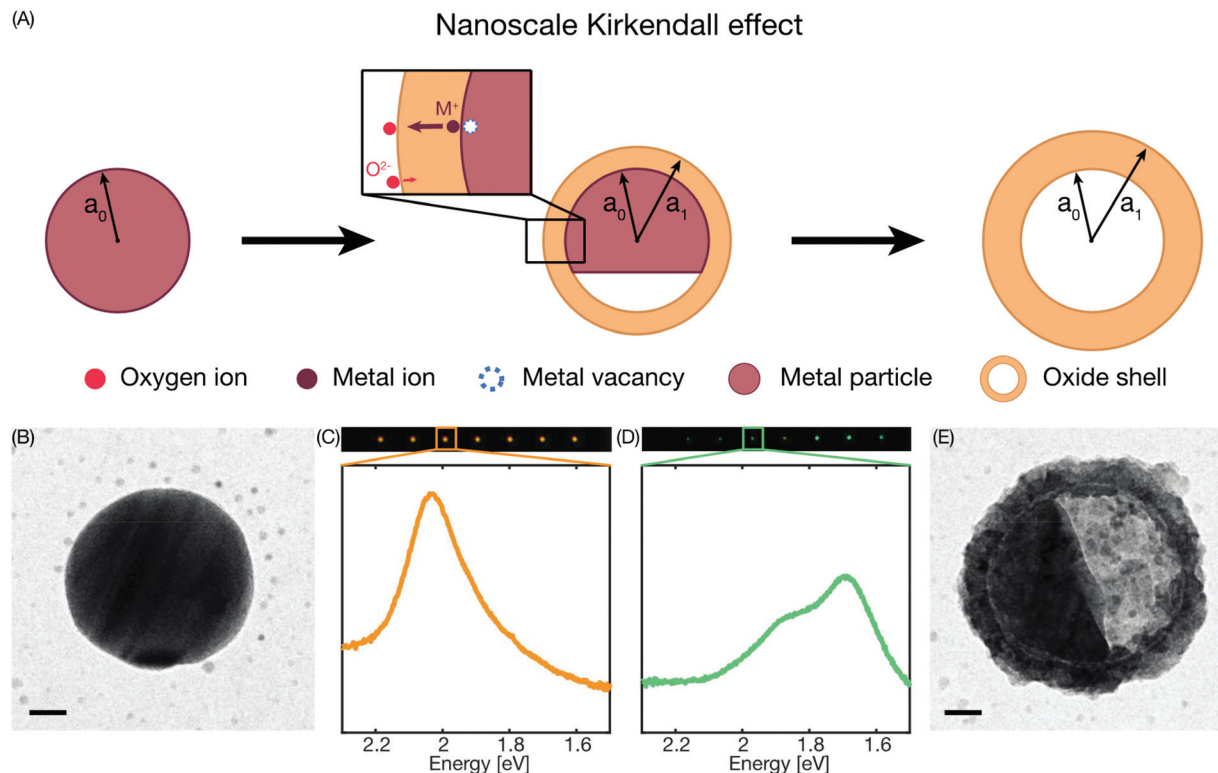 (A)
Nanoscale Kirkendall effect
M⁺
O²⁻
a₀
a₀
a₁
a₀
a₁
Oxygen ion
Metal ion
Metal vacancy
Metal particle
Oxide shell
(B)
(C)
(D)
(E)
2.2 2 1.8 1.6
Energy [eV]
2.2 2 1.8 1.6
Energy [eV]